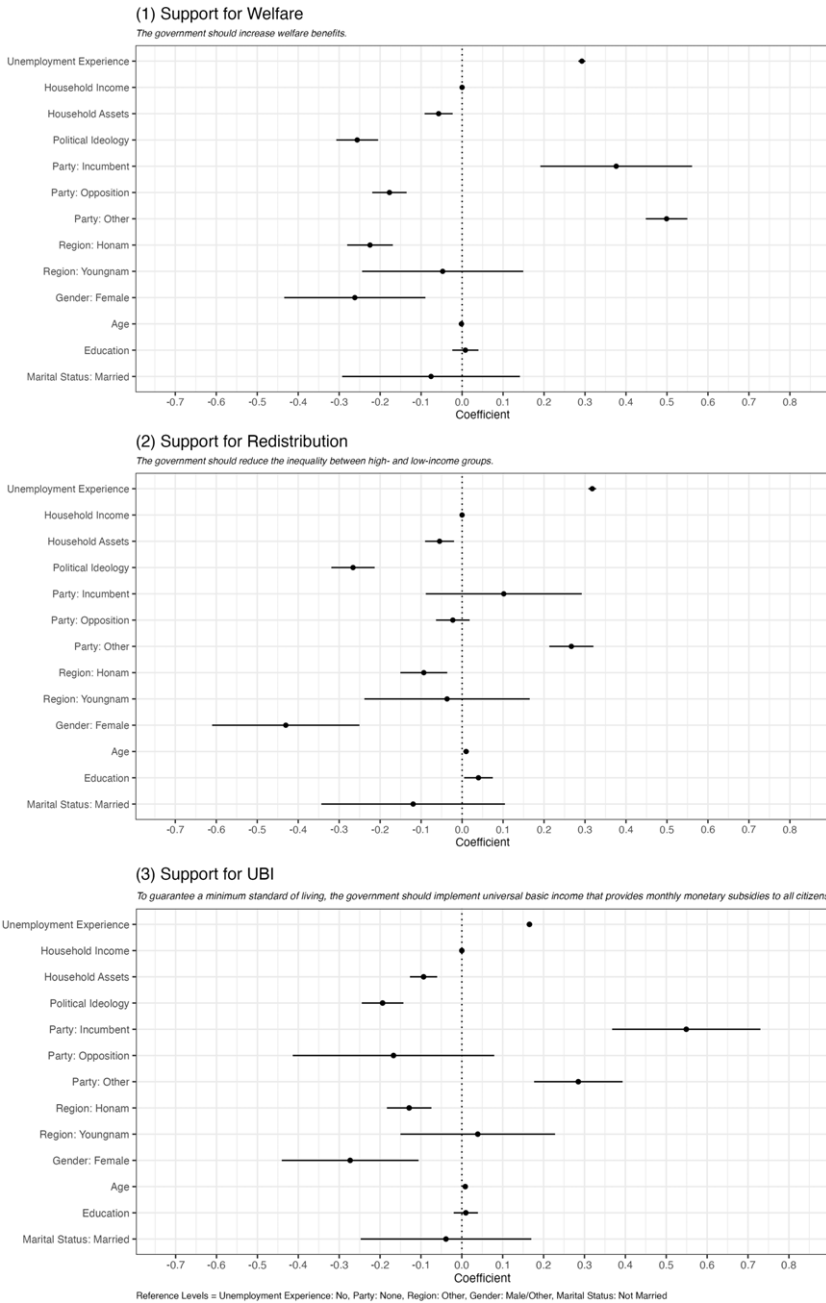 (1) Support for Welfare
The government should increase welfare benefits.
Unemployment Experience
Household Income
Household Assets
Political Ideology
Party: Incumbent
Party: Opposition
Party: Other
Region: Honam
Region: Youngnam
Gender: Female
Age
Education
Marital Status: Married
-0.7 -0.6 -0.5 -0.4 -0.3 -0.2 -0.1 0.0 0.1 0.2 0.3 0.4 0.5 0.6 0.7 0.8
Coefficient
(2) Support for Redistribution
The government should reduce the inequality between high- and low-income groups.
Unemployment Experience
Household Income
Household Assets
Political Ideology
Party: Incumbent
Party: Opposition
Party: Other
Region: Honam
Region: Youngnam
Gender: Female
Age
Education
Marital Status: Married
-0.7 -0.6 -0.5 -0.4 -0.3 -0.2 -0.1 0.0 0.1 0.2 0.3 0.4 0.5 0.6 0.7 0.8
Coefficient
(3) Support for UBI
To guarantee a minimum standard of living, the government should implement universal basic income that provides monthly monetary subsidies to all citizens
Unemployment Experience
Household Income
Household Assets
Political Ideology
Party: Incumbent
Party: Opposition
Party: Other
Region: Honam
Region: Youngnam
Gender: Female
Age
Education
Marital Status: Married
-0.7 -0.6 -0.5 -0.4 -0.3 -0.2 -0.1 0.0 0.1 0.2 0.3 0.4 0.5 0.6 0.7 0.8
Coefficient
Reference Levels = Unemployment Experience: No, Party: None, Region: Other, Gender: Male/Other, Marital Status: Not Married